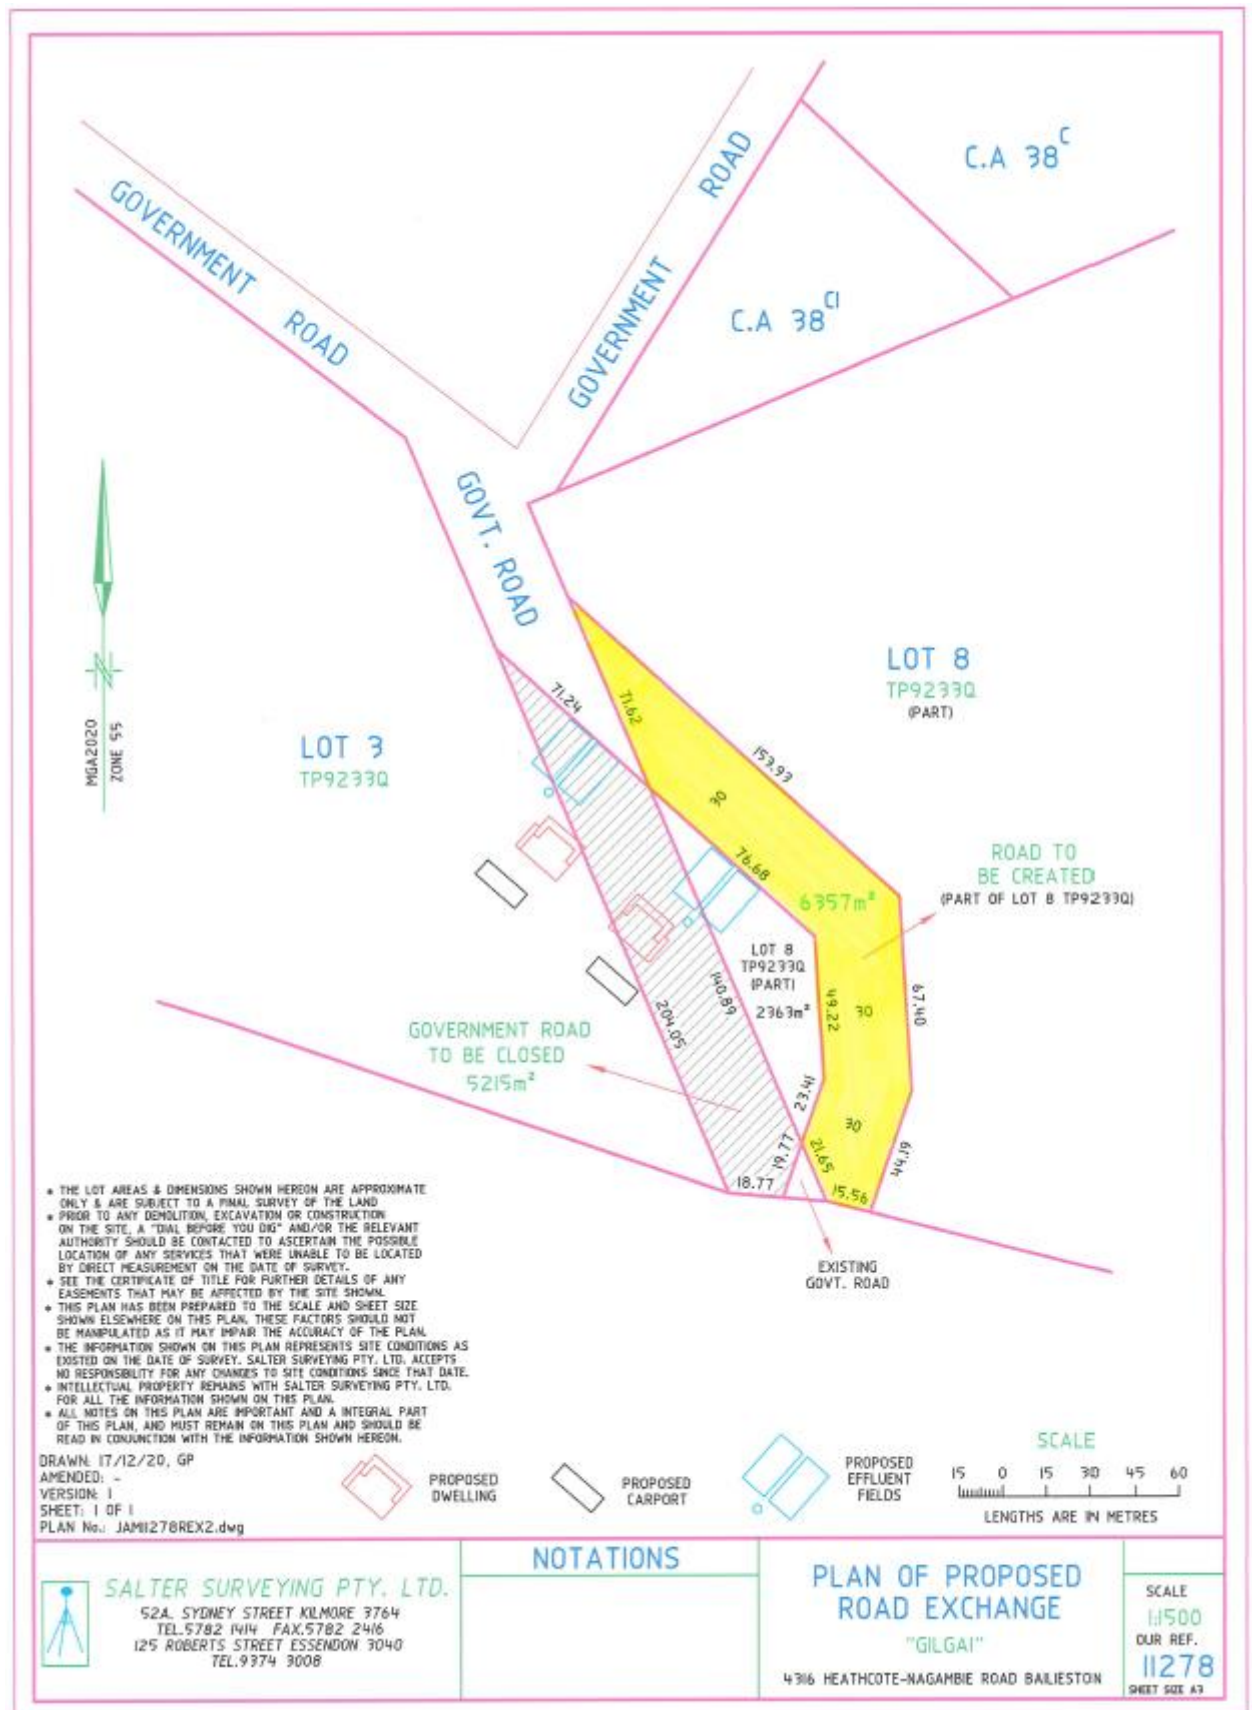 C.A 38 C
GOVERNMENT ROAD
GOVERNMENT ROAD
C.A 38 C1
GOVT. ROAD
LOT 8
TP9233Q
(PART)
71.24
71.62
LOT 3
TP9233Q
MGA2020
ZONE 55
153.93
30
76.68
ROAD TO
BE CREATED
(PART OF LOT 8 TP9233Q)
6357m²
LOT 8
TP9233Q
(PART)
2363m²
49.22
30
67.40
140.89
204.05
GOVERNMENT ROAD
TO BE CLOSED
5215m²
23.41
30
19.77
21.65
44.19
18.77
15.56
EXISTING
GOVT. ROAD
• THE LOT AREAS & DIMENSIONS SHOWN HEREON ARE APPROXIMATE
ONLY & ARE SUBJECT TO A FINAL SURVEY OF THE LAND
• PRIOR TO ANY DEMOLITION, EXCAVATION OR CONSTRUCTION
ON THE SITE, A "DIAL BEFORE YOU DIG" AND/OR THE RELEVANT
AUTHORITY SHOULD BE CONTACTED TO ASCERTAIN THE POSSIBLE
LOCATION OF ANY SERVICES THAT WERE UNABLE TO BE LOCATED
BY DIRECT MEASUREMENT ON THE DATE OF SURVEY.
• SEE THE CERTIFICATE OF TITLE FOR FURTHER DETAILS OF ANY
EASEMENTS THAT MAY BE AFFECTED BY THE SITE SHOWN.
• THIS PLAN HAS BEEN PREPARED TO THE SCALE AND SHEET SIZE
SHOWN ELSEWHERE ON THIS PLAN. THESE FACTORS SHOULD NOT
BE MANIPULATED AS IT MAY IMPAIR THE ACCURACY OF THE PLAN.
• THE INFORMATION SHOWN ON THIS PLAN REPRESENTS SITE CONDITIONS AS
EXISTED ON THE DATE OF SURVEY. SALTER SURVEYING PTY. LTD. ACCEPTS
NO RESPONSIBILITY FOR ANY CHANGES TO SITE CONDITIONS SINCE THAT DATE.
• INTELLECTUAL PROPERTY REMAINS WITH SALTER SURVEYING PTY. LTD.
FOR ALL THE INFORMATION SHOWN ON THIS PLAN.
• ALL NOTES ON THIS PLAN ARE IMPORTANT AND A INTEGRAL PART
OF THIS PLAN, AND MUST REMAIN ON THIS PLAN AND SHOULD BE
READ IN CONJUNCTION WITH THE INFORMATION SHOWN HEREON.
DRAWN: 17/12/20, GP
AMENDED: -
VERSION: 1
SHEET: 1 OF 1
PLAN No.: JAM11278REX2.dwg
PROPOSED
DWELLING
PROPOSED
CARPORT
PROPOSED
EFFLUENT
FIELDS
SCALE
15 0 15 30 45 60
LENGTHS ARE IN METRES
SALTER SURVEYING PTY. LTD.
52A. SYDNEY STREET KILMORE 3764
TEL.5782 1414 FAX.5782 2416
125 ROBERTS STREET ESSENDON 3040
TEL.9374 3008
NOTATIONS
PLAN OF PROPOSED
ROAD EXCHANGE
"GILGAI"
4316 HEATHCOTE-NAGAMBIE ROAD BAILIESTON
SCALE
1:1500
OUR REF.
11278
SHEET SIZE A3